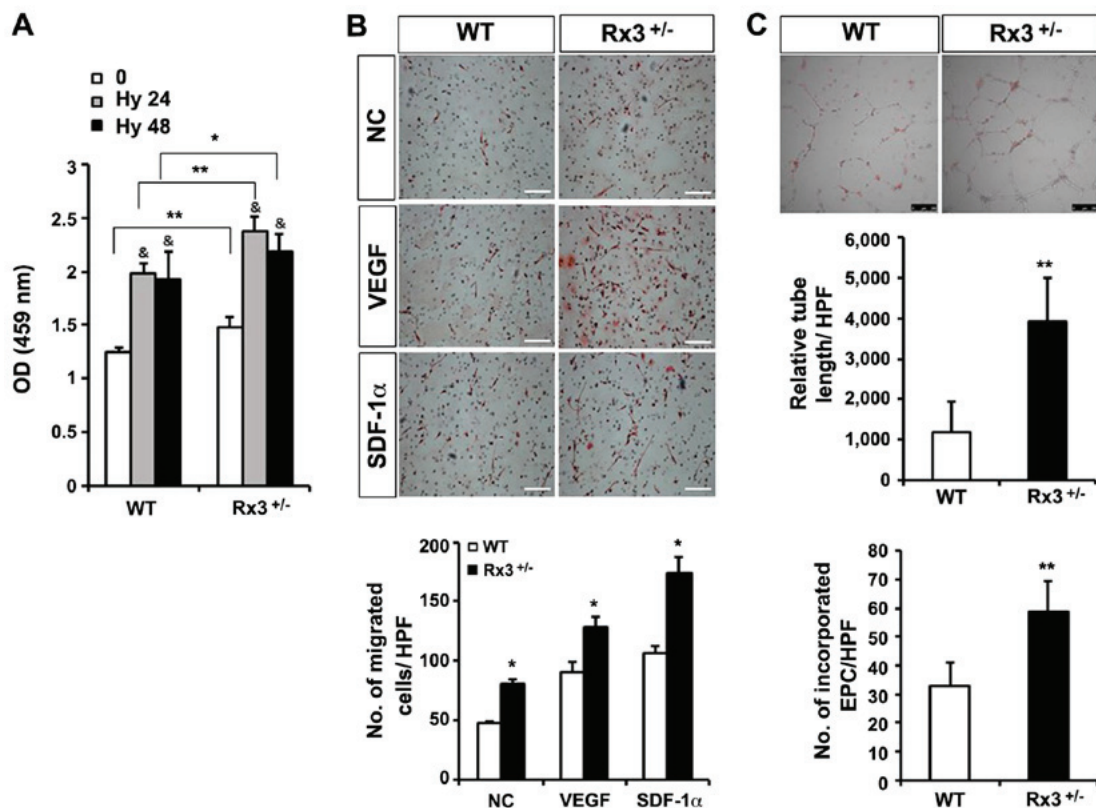 A
0
Hy 24
Hy 48
*
**
**
& & & &
3
2.5
2
1.5
1
0.5
0
OD (459 nm)
WT Rx3 +/-
B
WT Rx3 +/-
NC
VEGF
SDF-1α
WT
Rx3 +/-
200
150
100
50
0
No. of migrated
cells/ HPF
* * *
NC VEGF SDF-1α
C
WT Rx3 +/-
6,000
5,000
4,000
3,000
2,000
1,000
0
Relative tube
length/ HPF
**
WT Rx3 +/-
80
70
60
50
40
30
20
10
0
No. of incorporated
EPC/HPF
**
WT Rx3 +/-